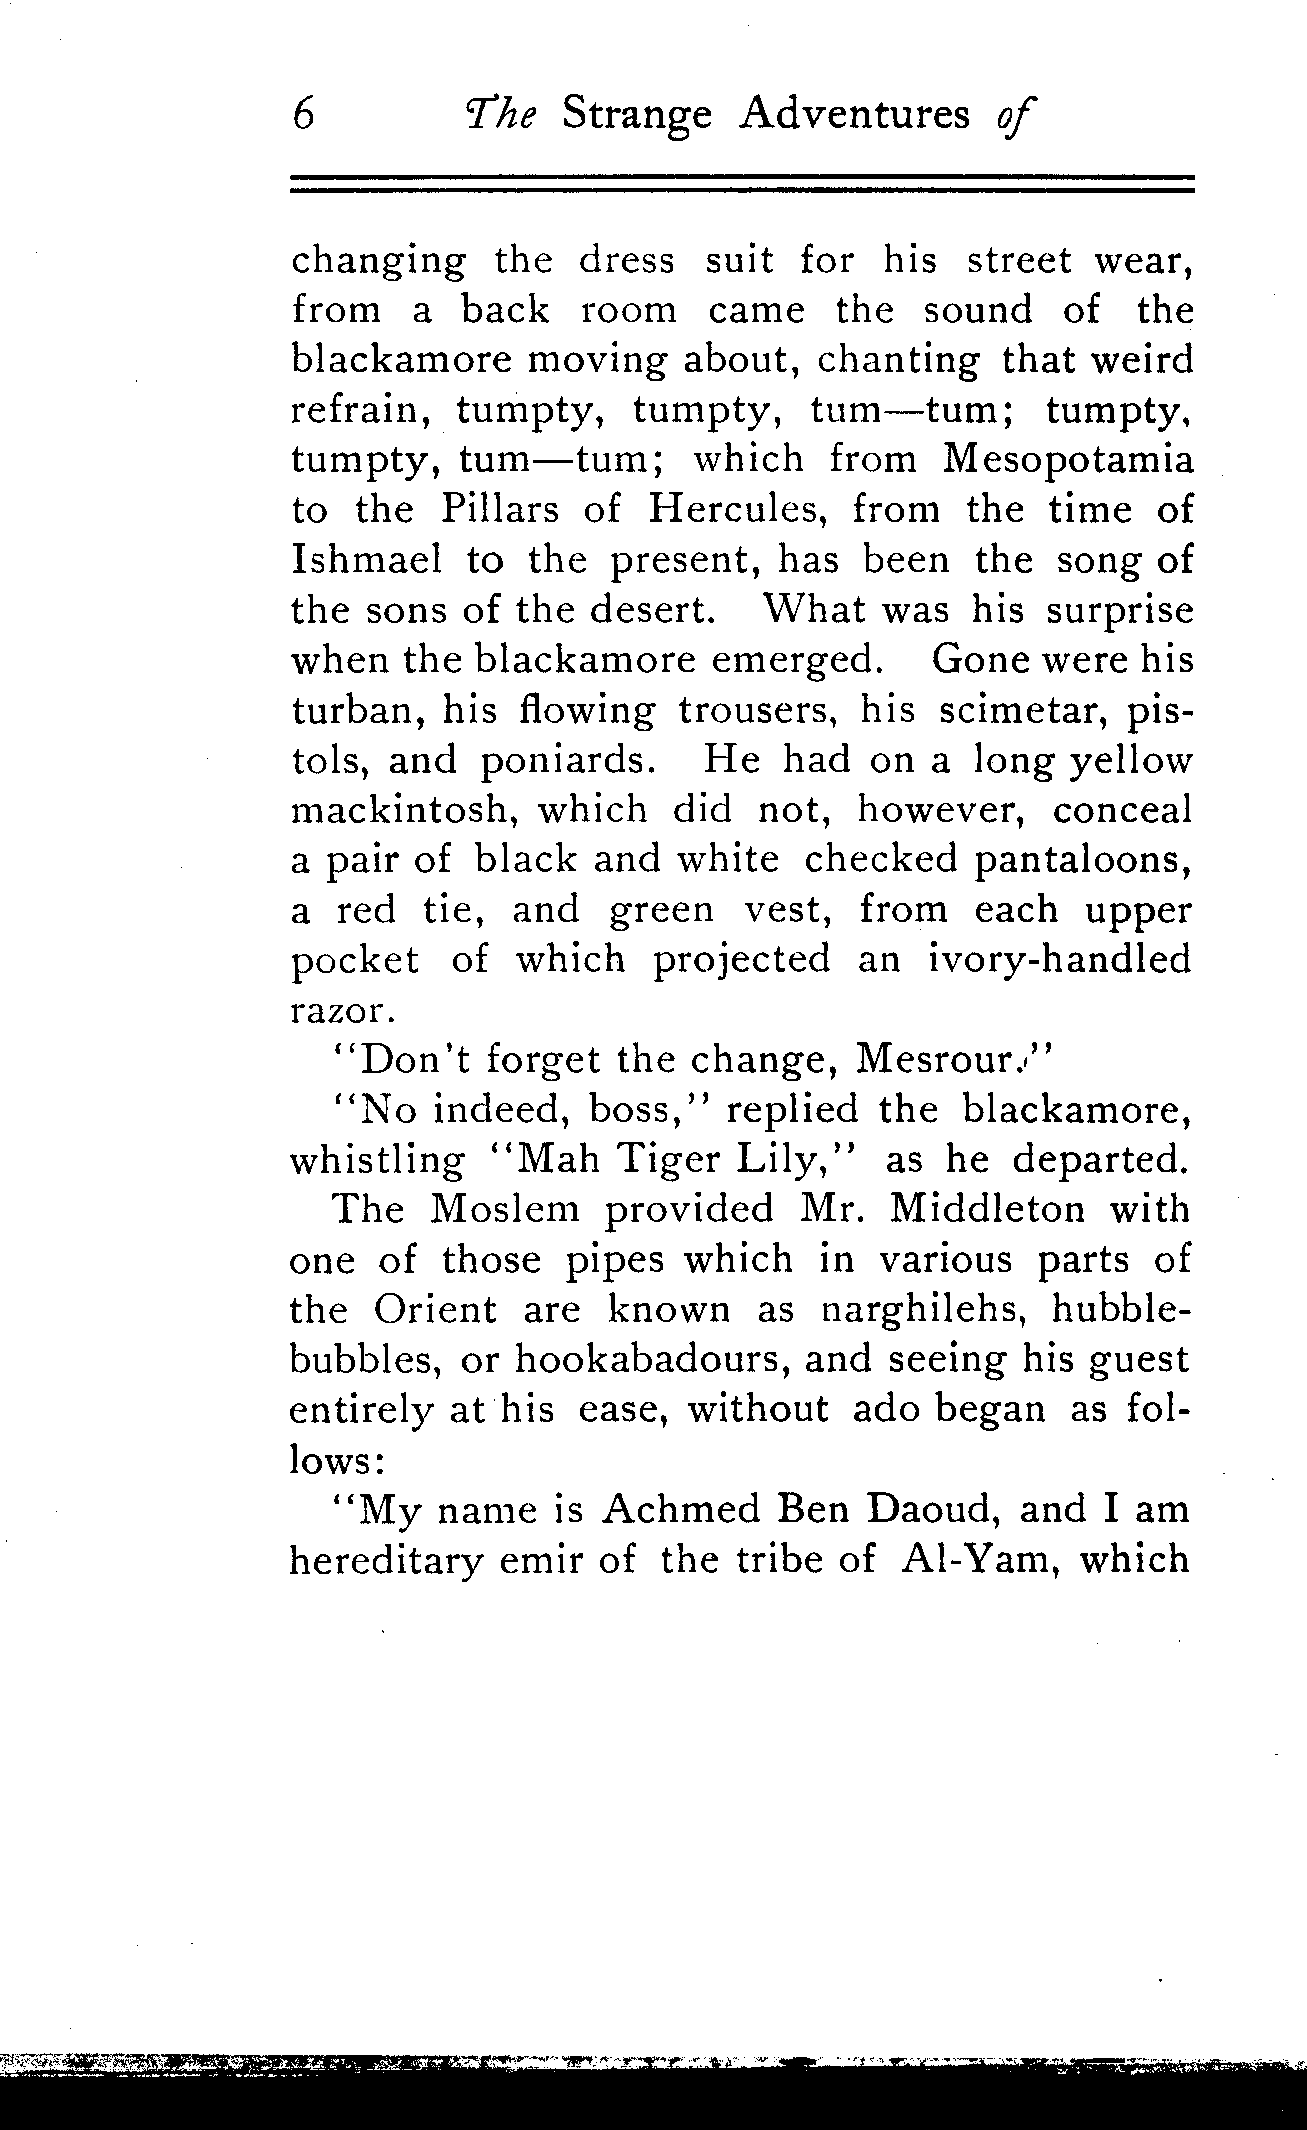 6 The Strange Adventures of
changing the dress suit for his street wear,
from a back room came the sound of the
blackamore moving about, chanting that weird
refrain, tumpty, tumpty, tum—tum; tumpty,
tumpty, tum—tum; which from Mesopotamia
to the Pillars of Hercules, from the time of
Ishmael to the present, has been the song of
the sons of the desert. What was his surprise
when the blackamore emerged. Gone were his
turban, his flowing trousers, his scimetar, pis-
tols, and poniards. He had on a long yellow
mackintosh, which did not, however, conceal
a pair of black and white checked pantaloons,
a red tie, and green vest, from each upper
pocket of which projected an ivory-handled
razor.
"Don't forget the change, Mesrour."
"No indeed, boss," replied the blackamore,
whistling "Mah Tiger Lily," as he departed.
The Moslem provided Mr. Middleton with
one of those pipes which in various parts of
the Orient are known as narghilehs, hubble-
bubbles, or hookabadours, and seeing his guest
entirely at his ease, without ado began as fol-
lows:
"My name is Achmed Ben Daoud, and I am
hereditary emir of the tribe of Al-Yam, which